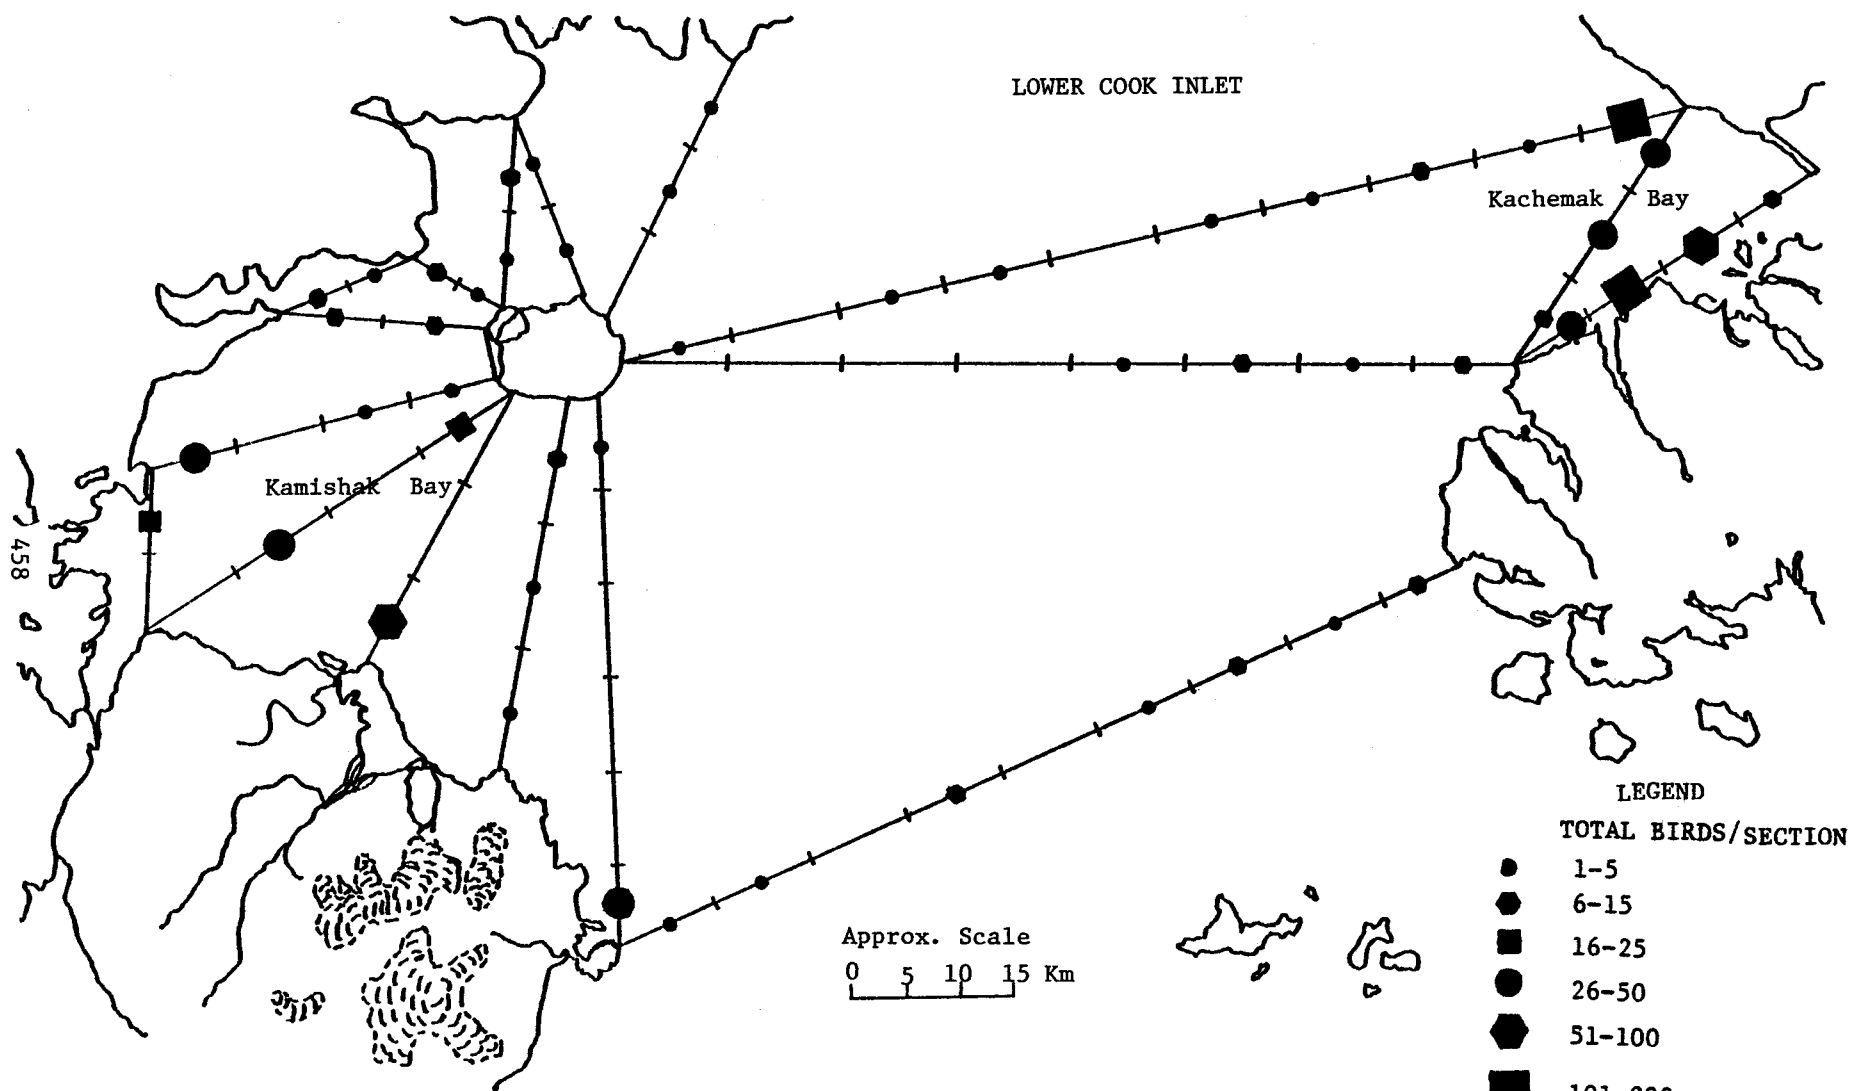 LOWER COOK INLET
Kachemak Bay
Kamishak Bay
458
LEGEND
TOTAL BIRDS/SECTION
1-5
6-15
16-25
26-50
51-100
Approx. Scale
0 5 10 15 Km